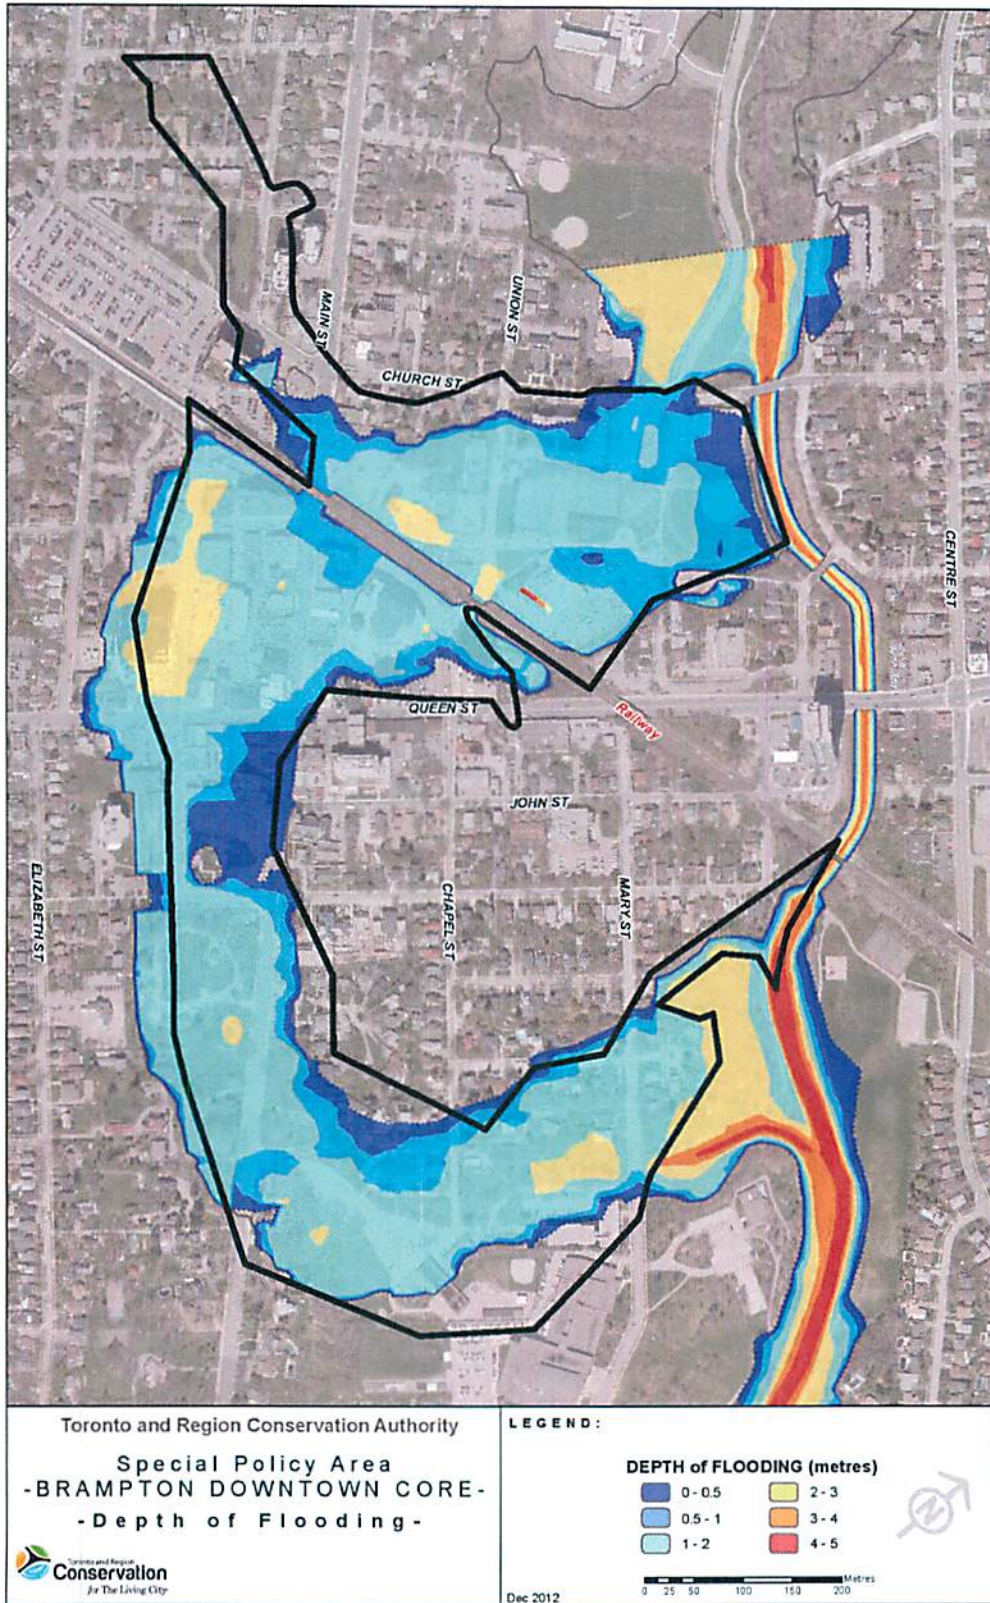 MAIN ST
UNION ST
CHURCH ST
CENTRE ST
QUEEN ST
Railway
JOHN ST
ELIZABETH ST
CHAPEL ST
MARY ST
Toronto and Region Conservation Authority
Special Policy Area
-BRAMPTON DOWNTOWN CORE-
-Depth of Flooding-
Toronto and Region
Conservation
for The Living City
LEGEND:
DEPTH of FLOODING (metres)
0 - 0.5
2 - 3
0.5 - 1
3 - 4
1 - 2
4 - 5
N
Metres
0 25 50 100 150 200
Dec 2012